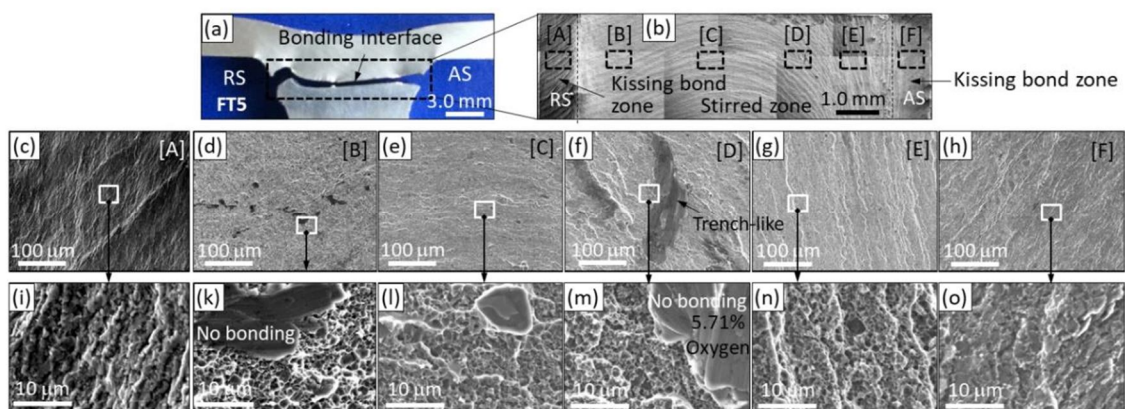 (a)
Bonding interface
RS
AS
FT5
3.0 mm
[A]
[B]
[C]
(b)
[D]
[E]
[F]
Kissing bond
zone
RS
Stirred zone
1.0 mm
AS
Kissing bond
zone
(c)
[A]
100 μm
(d)
[B]
100 μm
(e)
[C]
100 μm
(f)
[D]
Trench-like
100 μm
(g)
[E]
100 μm
(h)
[F]
100 μm
(i)
10 μm
(k)
No bonding
10 μm
(l)
10 μm
(m)
No bonding
5.71%
Oxygen
10 μm
(n)
10 μm
(o)
10 μm